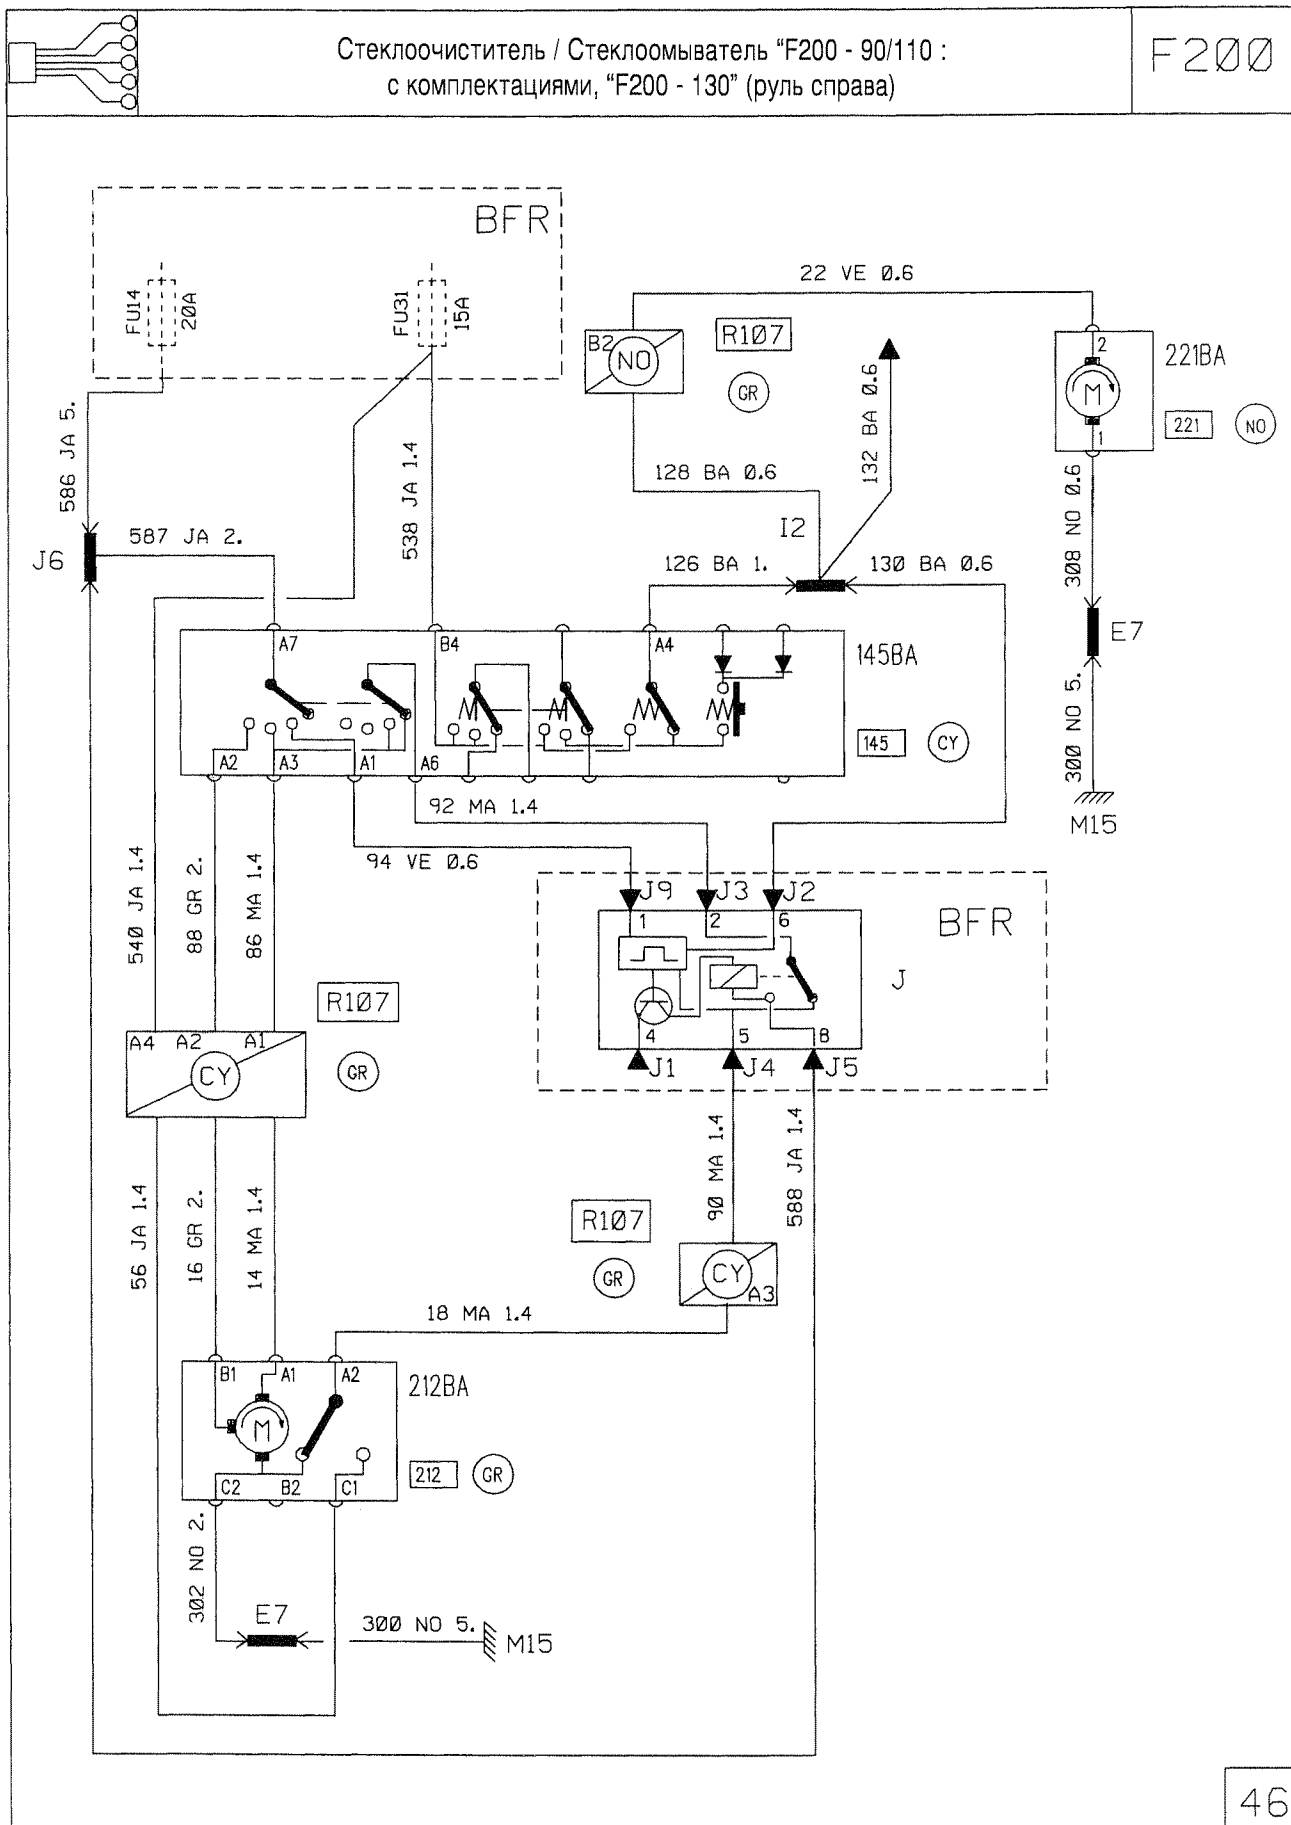 Стеклоочиститель / Стеклоомыватель “F200 - 90/110 :
с комплектациями, “F200 - 130” (руль справа)
F200
BFR
FU14
20A
FU31
15A
22 VE 0.6
B2
NO
R107
GR
132 BA 0.6
221BA
2
M
1
221
NO
586 JA 5.
538 JA 1.4
128 BA 0.6
308 NO 0.6
587 JA 2.
J6
I2
126 BA 1.
130 BA 0.6
E7
A7
B4
A4
145BA
145
CY
300 NO 5.
A2
A3
A1
A6
92 MA 1.4
M15
94 VE 0.6
540 JA 1.4
88 GR 2.
86 MA 1.4
J9
J3
J2
BFR
1
2
6
J
R107
GR
4
5
8
A4
A2
A1
CY
J1
J4
J5
90 MA 1.4
588 JA 1.4
56 JA 1.4
16 GR 2.
14 MA 1.4
R107
GR
CY
A3
18 MA 1.4
B1
A1
A2
212BA
M
212
GR
C2
B2
C1
302 NO 2.
E7
300 NO 5.
M15
46